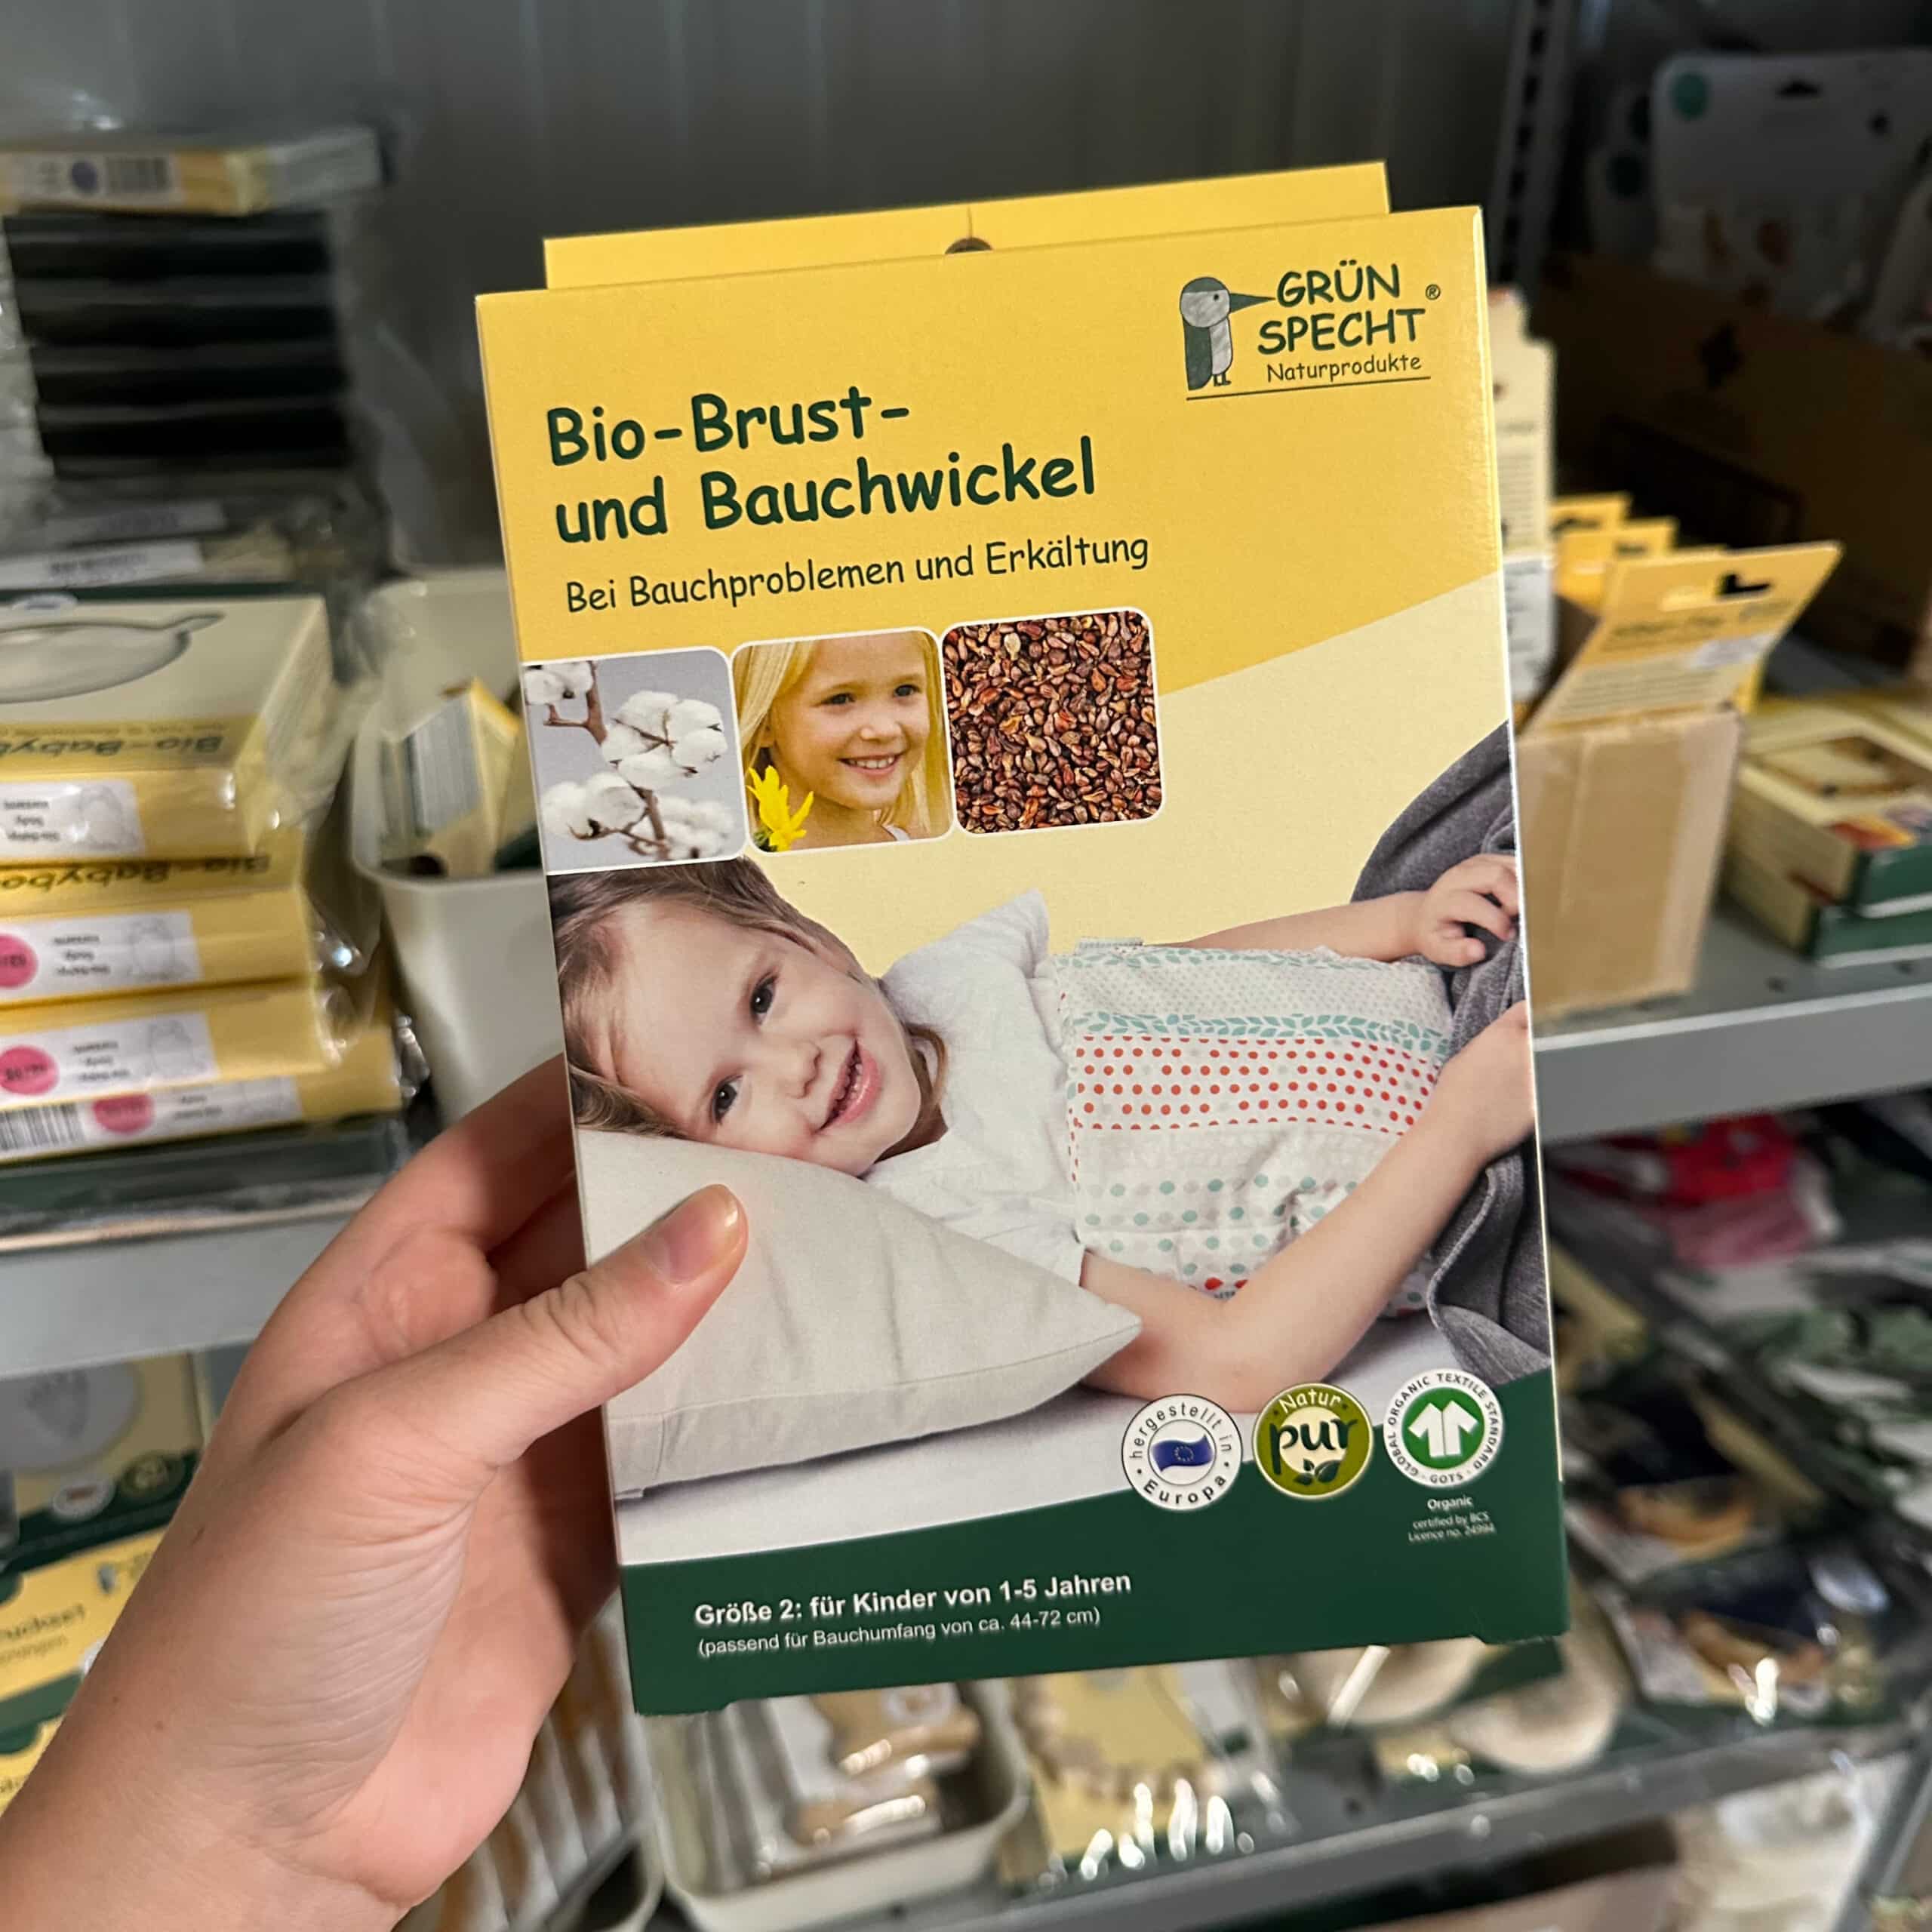 GRÜN
SPECHT ®
Naturprodukte
Bio-Brust-
und Bauchwickel
Bei Bauchproblemen und Erkältung
hergestellt in Europa
Natur
pur
GLOBAL ORGANIC TEXTILE STANDARD · GOTS ·
Organic
certified by BCS
Licence no. 24994
Größe 2: für Kinder von 1-5 Jahren
(passend für Bauchumfang von ca. 44-72 cm)
Bio-Baby